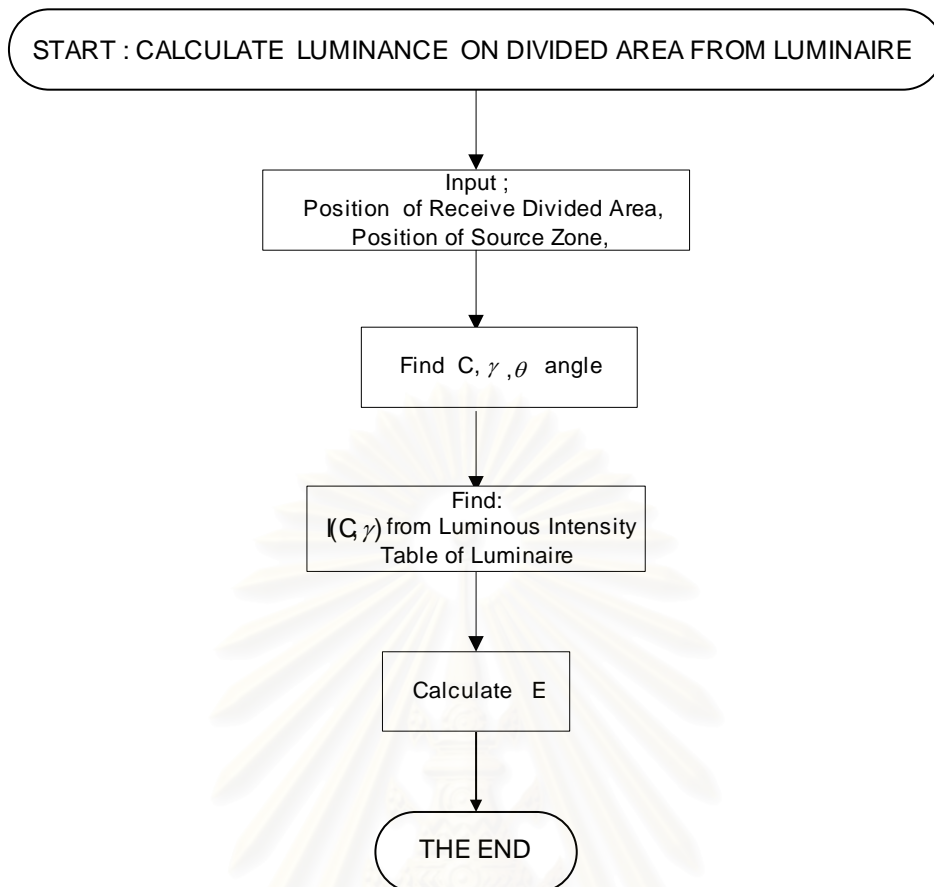 START : CALCULATE LUMINANCE ON DIVIDED AREA FROM LUMINAIRE
Input ;
Position of Receive Divided Area,
Position of Source Zone,
Find C, γ ,θ angle
Find:
I(C,γ) from Luminous Intensity
Table of Luminaire
Calculate E
THE END